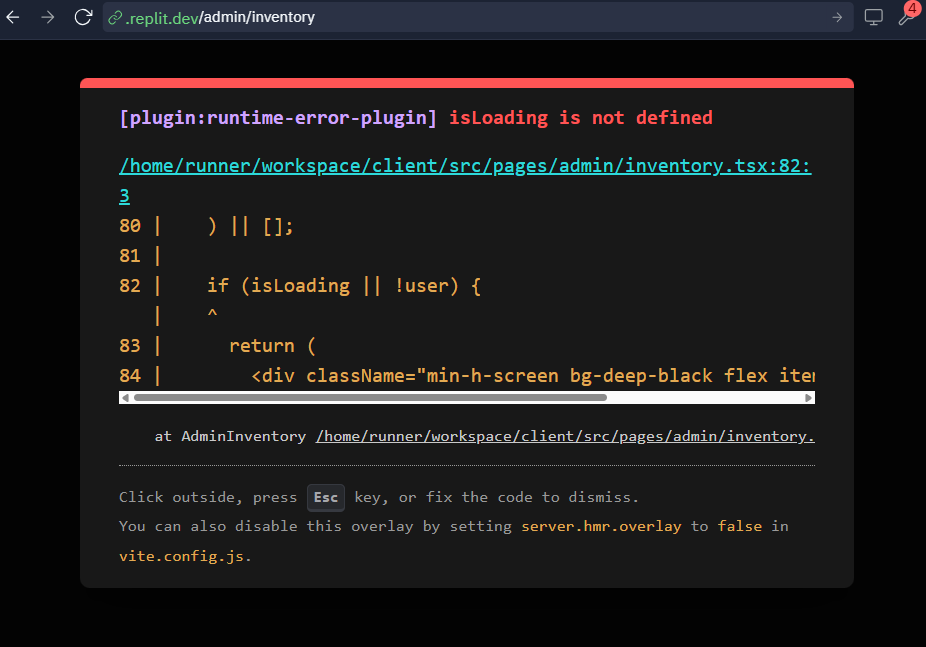 .replit.dev/admin/inventory
4
[plugin:runtime-error-plugin] isLoading is not defined
/home/runner/workspace/client/src/pages/admin/inventory.tsx:82:
3
80 |    ) || [];
81 |
82 |    if (isLoading || !user) {
   |    ^
83 |      return (
84 |        <div className="min-h-screen bg-deep-black flex iter
at AdminInventory /home/runner/workspace/client/src/pages/admin/inventory.
Click outside, press Esc key, or fix the code to dismiss.
You can also disable this overlay by setting server.hmr.overlay to false in
vite.config.js.